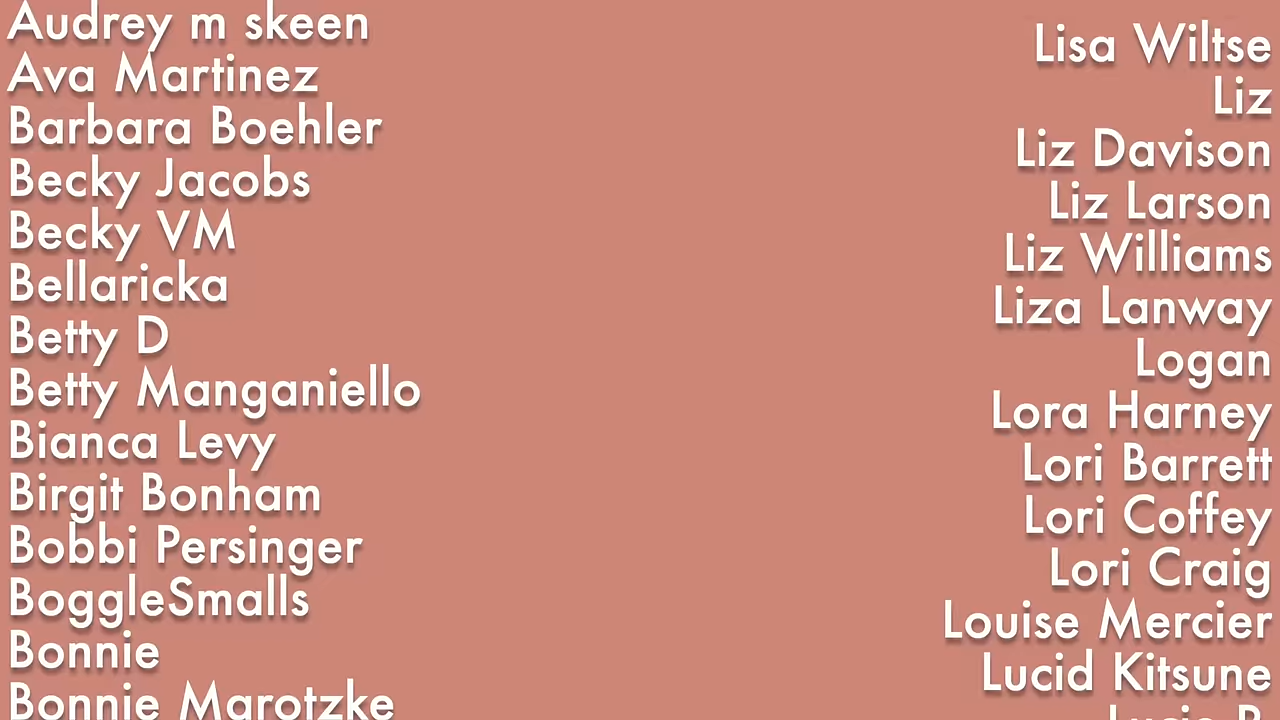 Audrey m skeen
Ava Martinez
Barbara Boehler
Becky Jacobs
Becky VM
Bellaricka
Betty D
Betty Manganiello
Bianca Levy
Birgit Bonham
Bobbi Persinger
BoggleSmalls
Bonnie
Bonnie Marotzke
Lisa Wiltse
Liz
Liz Davison
Liz Larson
Liz Williams
Liza Lanway
Logan
Lora Harney
Lori Barrett
Lori Coffey
Lori Craig
Louise Mercier
Lucid Kitsune